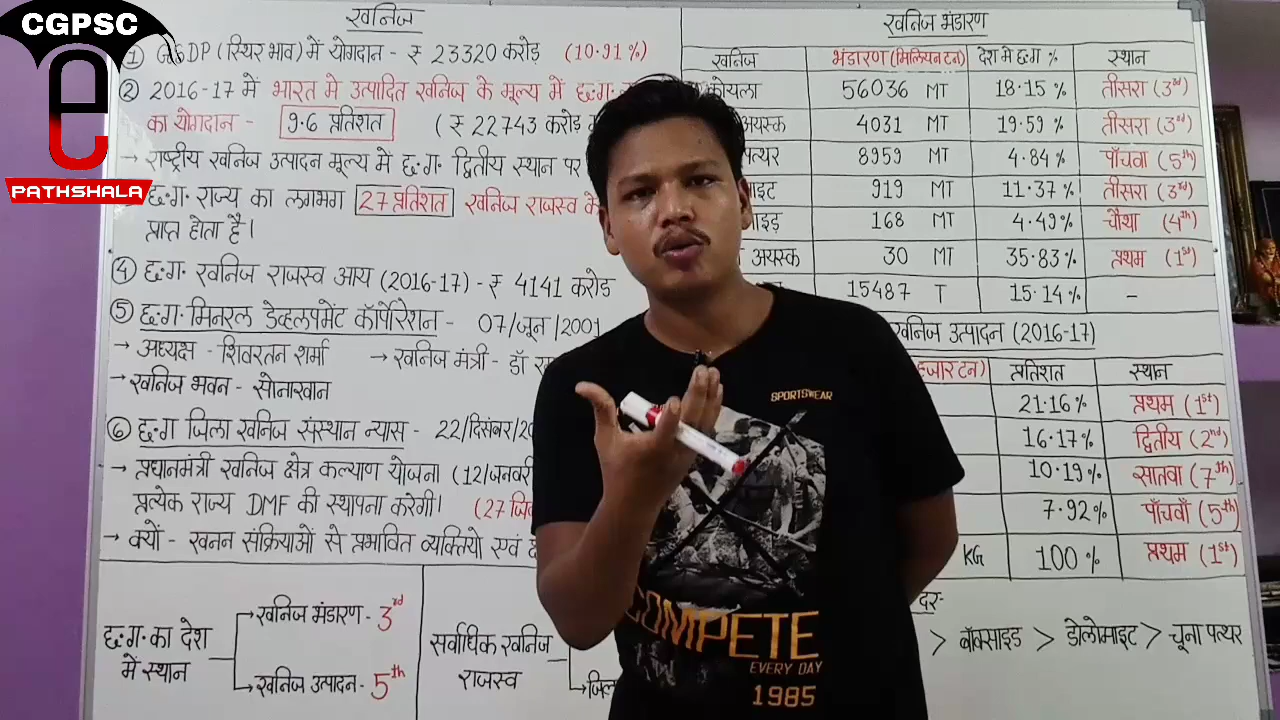 CGPSC
e
PATHSHALA
खनिज
① GSDP (स्थिर भाव) में योगदान - ₹ 23320 करोड़ (10.91 %)
② 2016-17 में भारत मे उत्पादित खनिज के मूल्य में छ.ग.
का योगदान - 9.6 प्रतिशत (₹ 22743 करोड़
→ राष्ट्रीय खनिज उत्पादन मूल्य मे छ.ग. द्वितीय स्थान पर
छ.ग. राज्य का लगभग 27 प्रतिशत खनिज राजस्व के
प्राप्त होता है।
④ छ.ग. खनिज राजस्व आय (2016-17) - ₹ 4141 करोड
⑤ छ.ग. मिनरल डेव्हलपमेंट कॉर्पोरेशन - 07/जून/2001
→ अध्यक्ष - शिवरतन शर्मा → खनिज मंत्री - डॉ
→ खनिज भवन - सोनाखान
⑥ छ.ग जिला खनिज संस्थान न्यास - 22/दिसंबर/20
→ प्रधानमंत्री खनिज क्षेत्र कल्याण योजना (12/जनवरी
प्रत्येक राज्य DMF की स्थापना करेगी। (27
→ क्यों - खनन संक्रियाओं से प्रभावित व्यक्तियो एवं
छ.ग. का देश में स्थान
→ खनिज भंडारण - 3rd
→ खनिज उत्पादन - 5th
सर्वाधिक खनिज राजस्व
खनिज भंडारण
खनिज भंडारण (मिलियन टन) देश मे छ.ग % स्थान
कोयला 56036 MT 18.15 % तीसरा (3rd)
अयस्क 4031 MT 19.59 % तीसरा (3rd)
पत्थर 8959 MT 4.84 % पाँचवा (5th)
919 MT 11.37 % तीसरा (3rd)
168 MT 4.49 % चौथा (4th)
अयस्क 30 MT 35.83 % प्रथम (1st)
15487 T 15.14 % -
खनिज उत्पादन (2016-17)
टन) प्रतिशत स्थान
21.16 % प्रथम (1st)
16.17 % द्वितीय (2nd)
10.19 % सातवा (7th)
7.92 % पाँचवाँ (5th)
KG 100 % प्रथम (1st)
> बॉक्साइड > डोलोमाइट > चूना पत्थर
SPORTSWEAR
COMPETE
EVERY DAY
1985